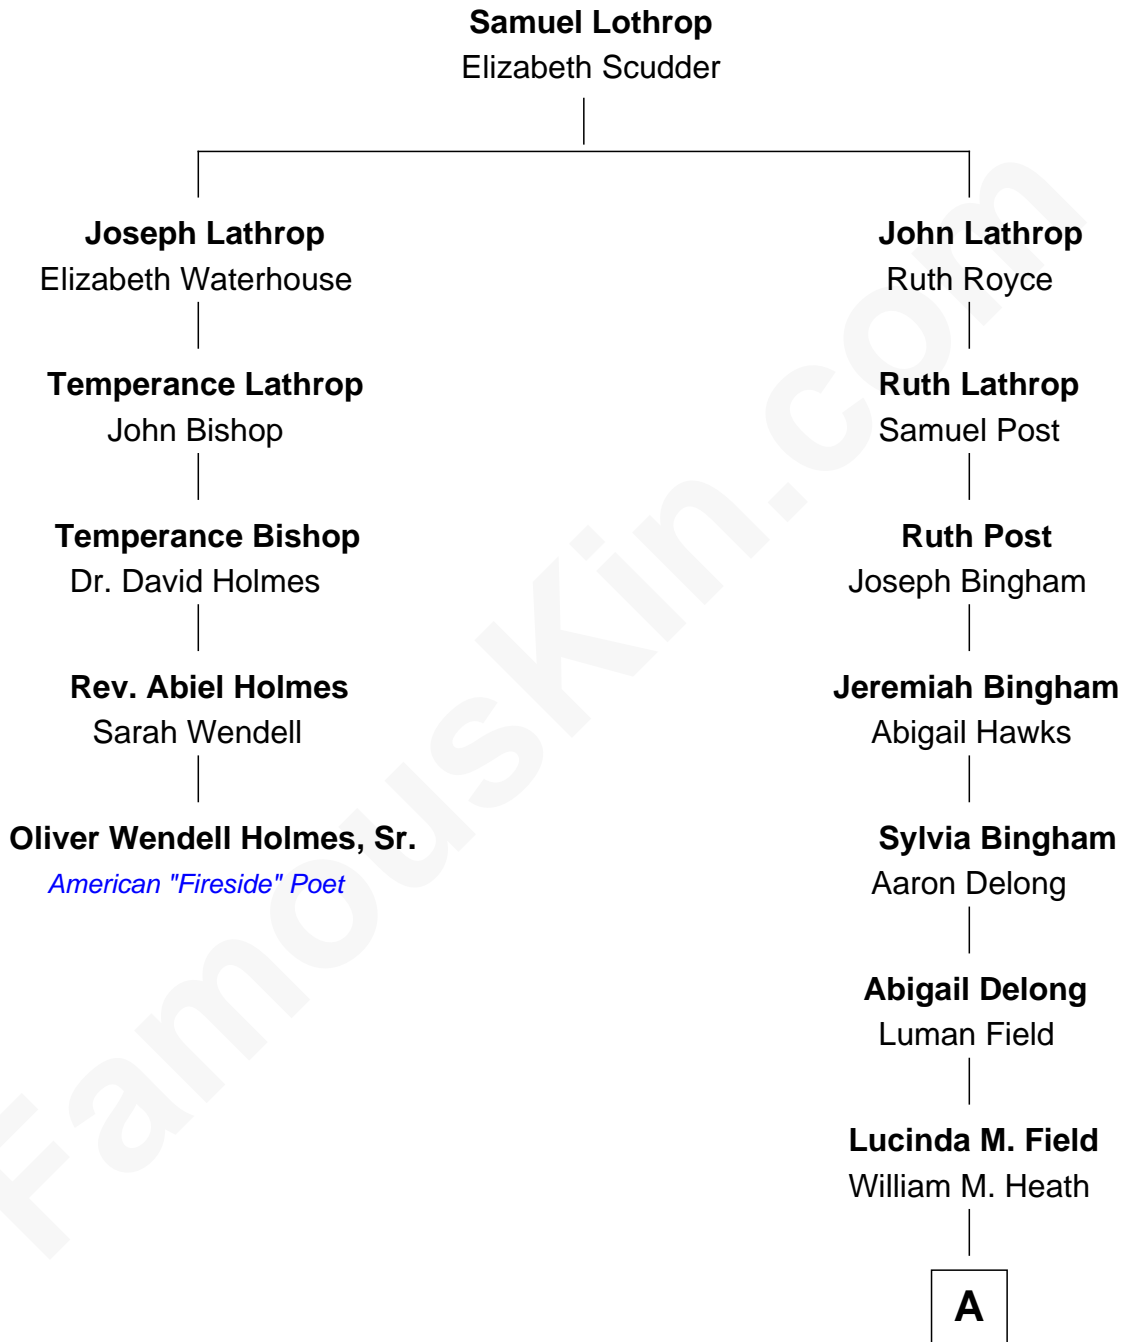 Samuel Lothrop
Elizabeth Scudder
Joseph Lathrop
Elizabeth Waterhouse
Temperance Lathrop
John Bishop
Temperance Bishop
Dr. David Holmes
Rev. Abiel Holmes
Sarah Wendell
Oliver Wendell Holmes, Sr.
American "Fireside" Poet
John Lathrop
Ruth Royce
Ruth Lathrop
Samuel Post
Ruth Post
Joseph Bingham
Jeremiah Bingham
Abigail Hawks
Sylvia Bingham
Aaron Delong
Abigail Delong
Luman Field
Lucinda M. Field
William M. Heath
A
FamousKin.com